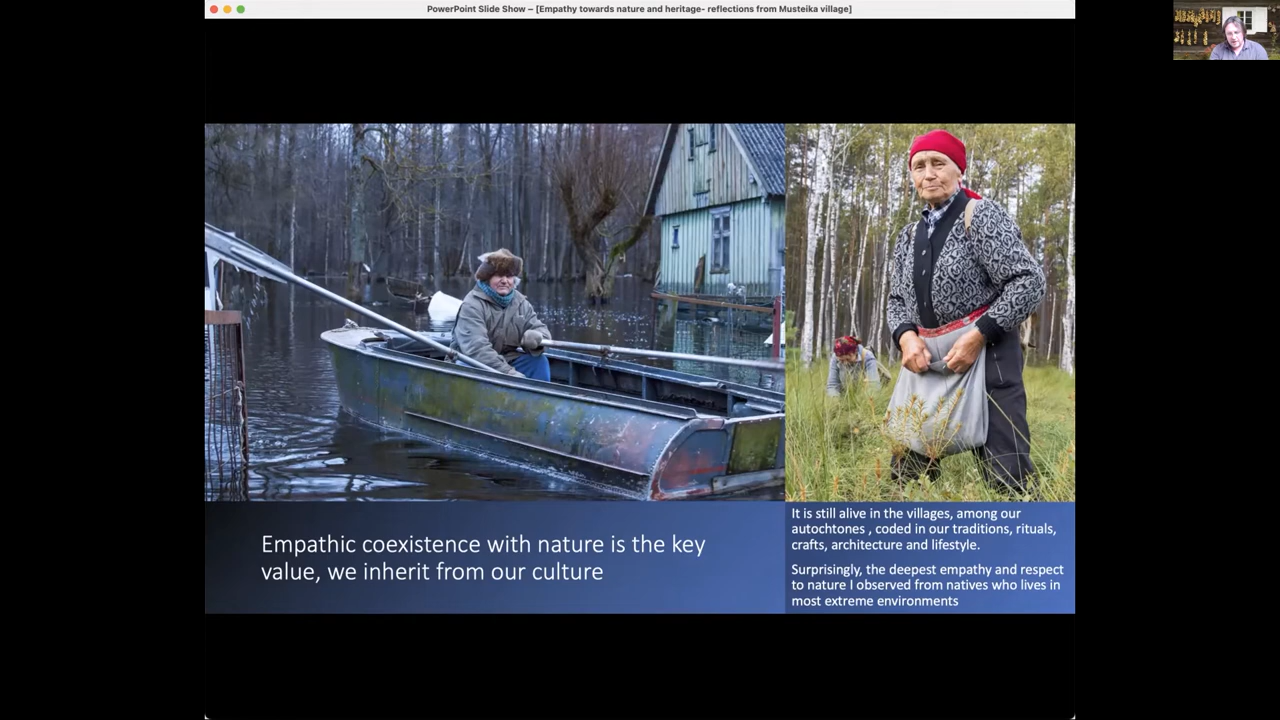 PowerPoint Slide Show – [Empathy towards nature and heritage- reflections from Musteika village]
Empathic coexistence with nature is the key
value, we inherit from our culture
It is still alive in the villages, among our
autochtones , coded in our traditions, rituals,
crafts, architecture and lifestyle.
Surprisingly, the deepest empathy and respect
to nature I observed from natives who lives in
most extreme environments